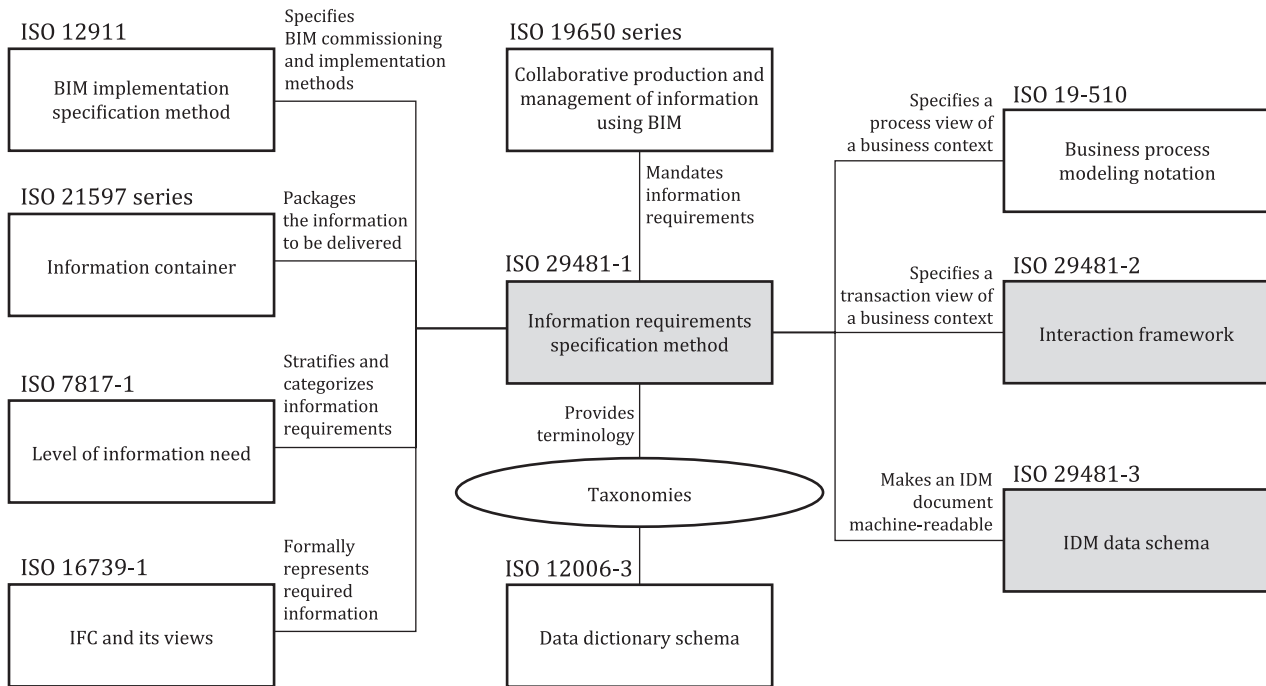 ISO 12911
BIM implementation
specification method
Specifies
BIM commissioning
and implementation
methods
ISO 21597 series
Information container
Packages
the information
to be delivered
ISO 7817-1
Level of information need
Stratifies and
categorizes
information
requirements
ISO 16739-1
IFC and its views
Formally
represents
required
information
ISO 19650 series
Collaborative production and
management of information
using BIM
Mandates
information
requirements
ISO 29481-1
Information requirements
specification method
Provides
terminology
Taxonomies
ISO 12006-3
Data dictionary schema
Specifies a
process view of
a business context
ISO 19-510
Business process
modeling notation
Specifies a
transaction view of
a business context
ISO 29481-2
Interaction framework
Makes an IDM
document
machine-readable
ISO 29481-3
IDM data schema